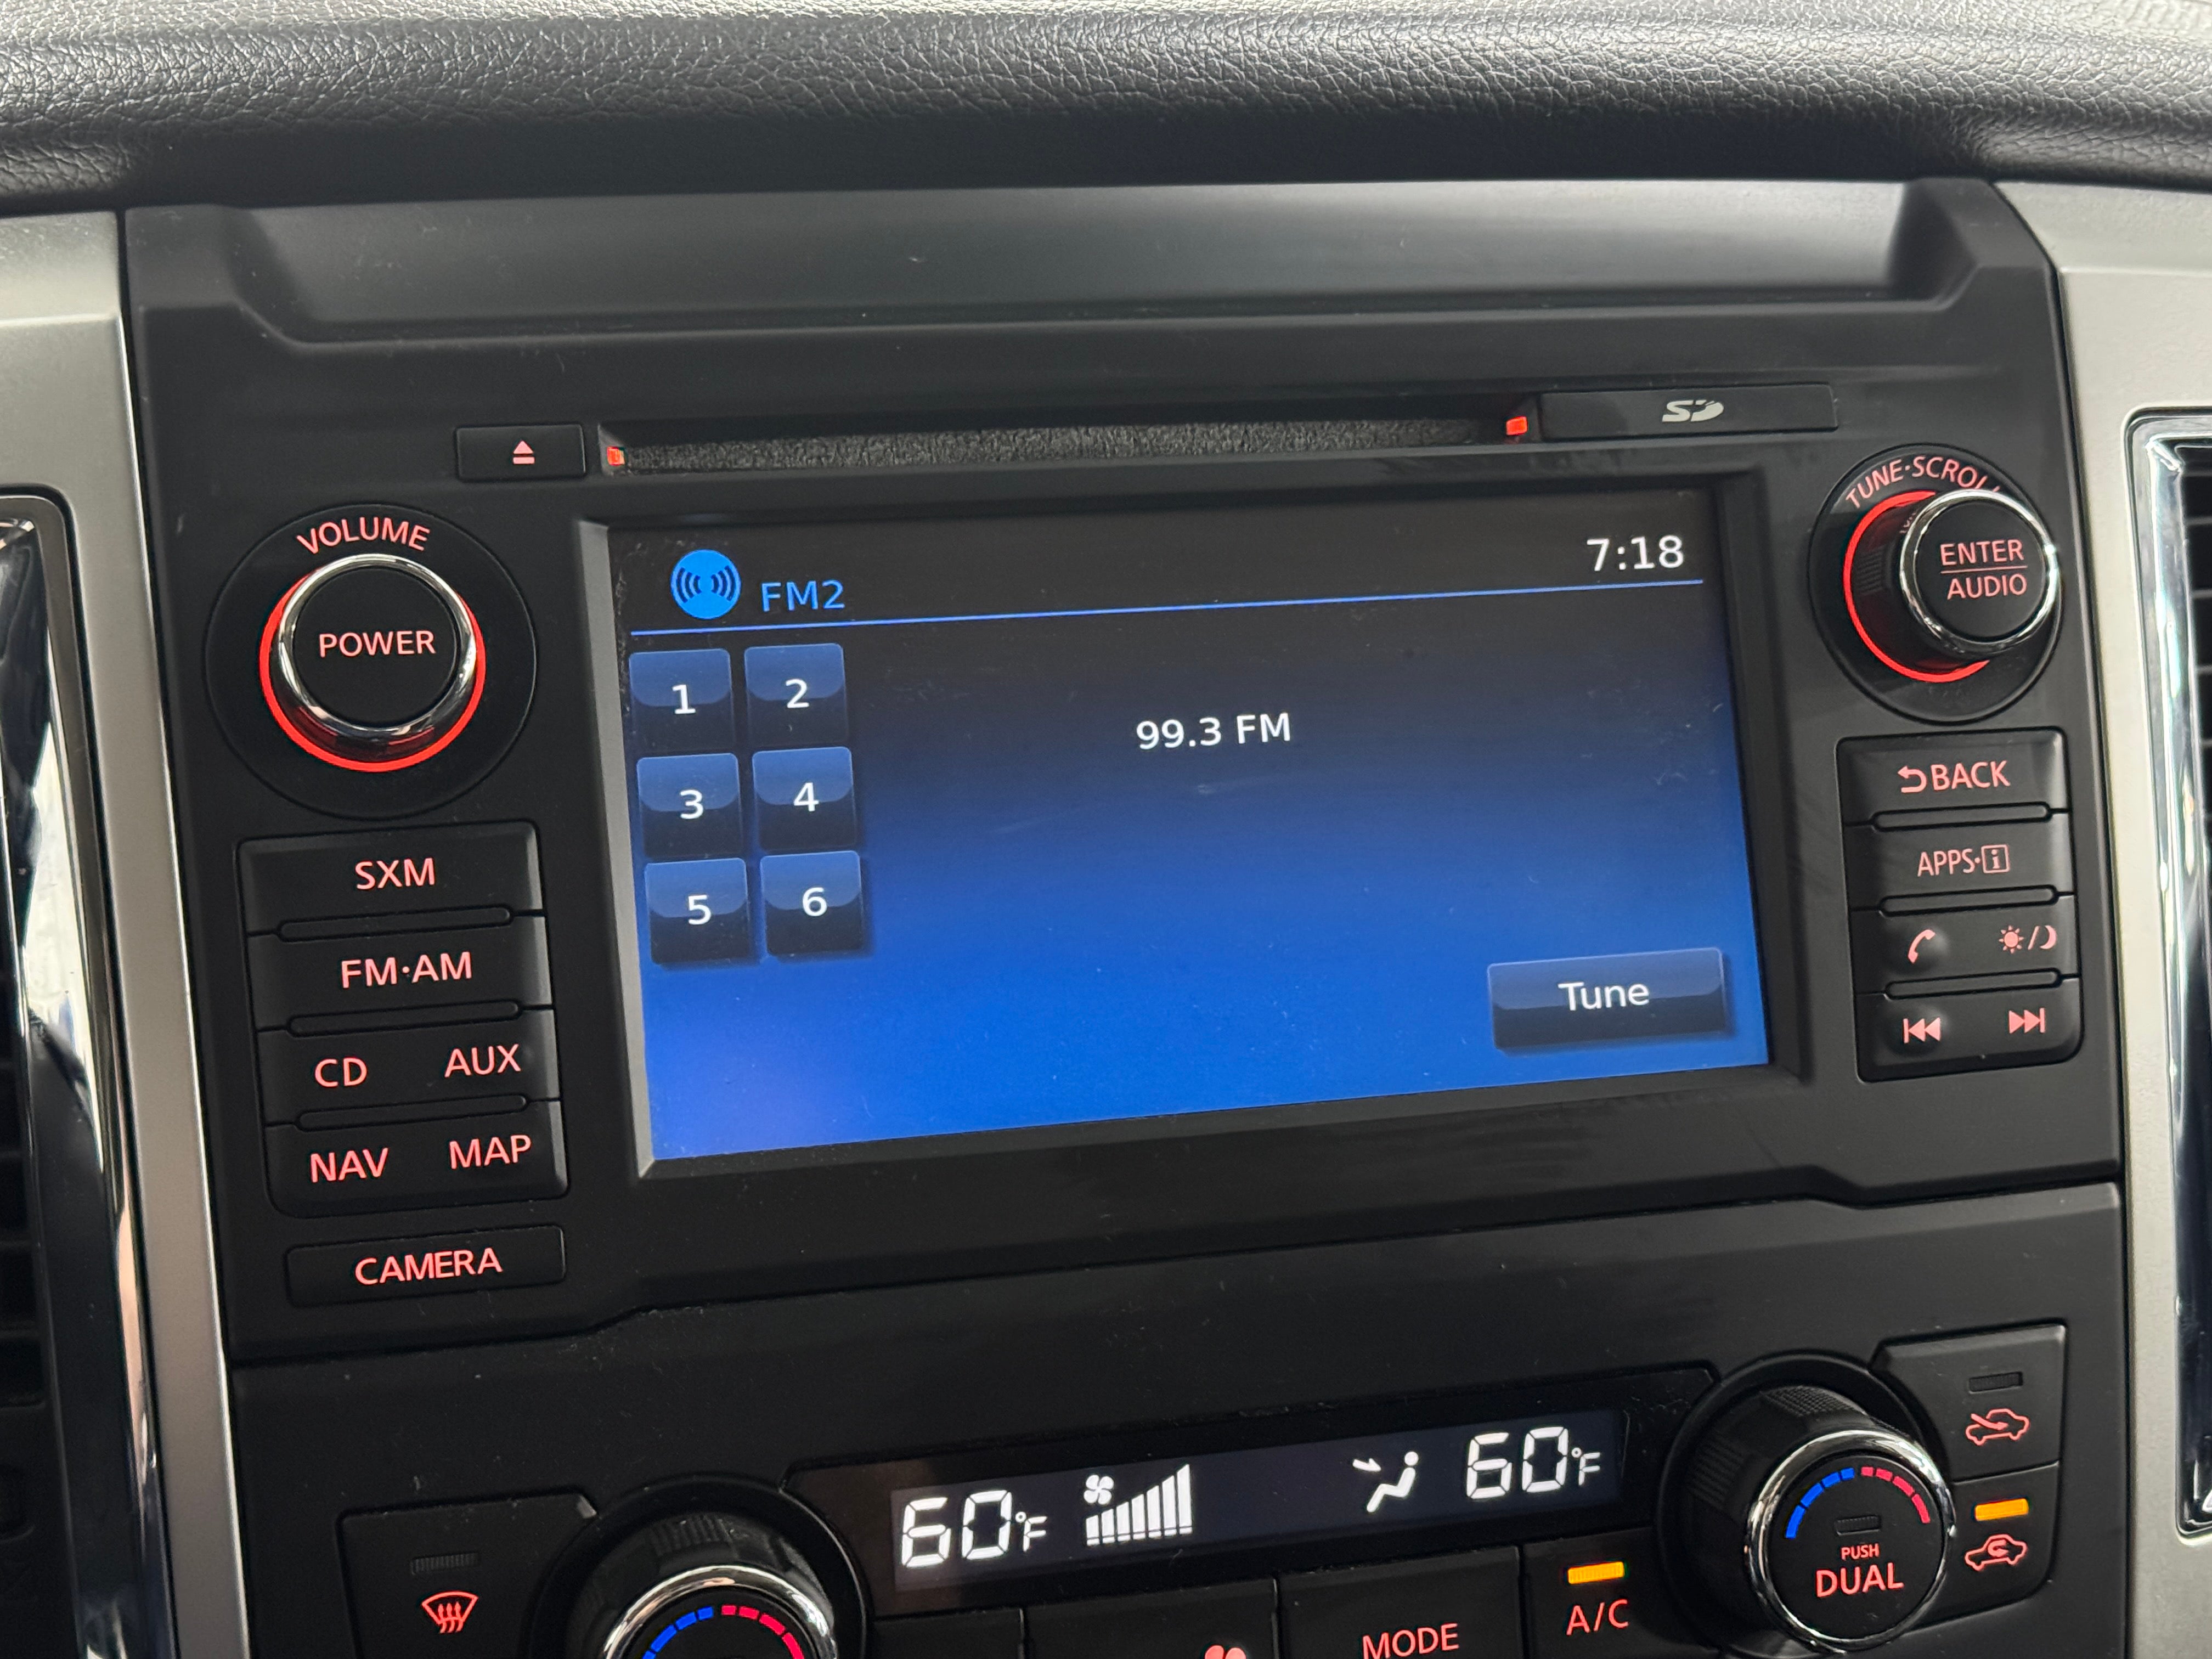 SD
VOLUME
POWER
TUNE·SCROLL
ENTER
AUDIO
FM2
7:18
1
2
99.3 FM
3
4
5
6
Tune
SXM
FM·AM
CD
AUX
NAV
MAP
CAMERA
BACK
APPS·i
60°F
60°F
PUSH
DUAL
A/C
MODE